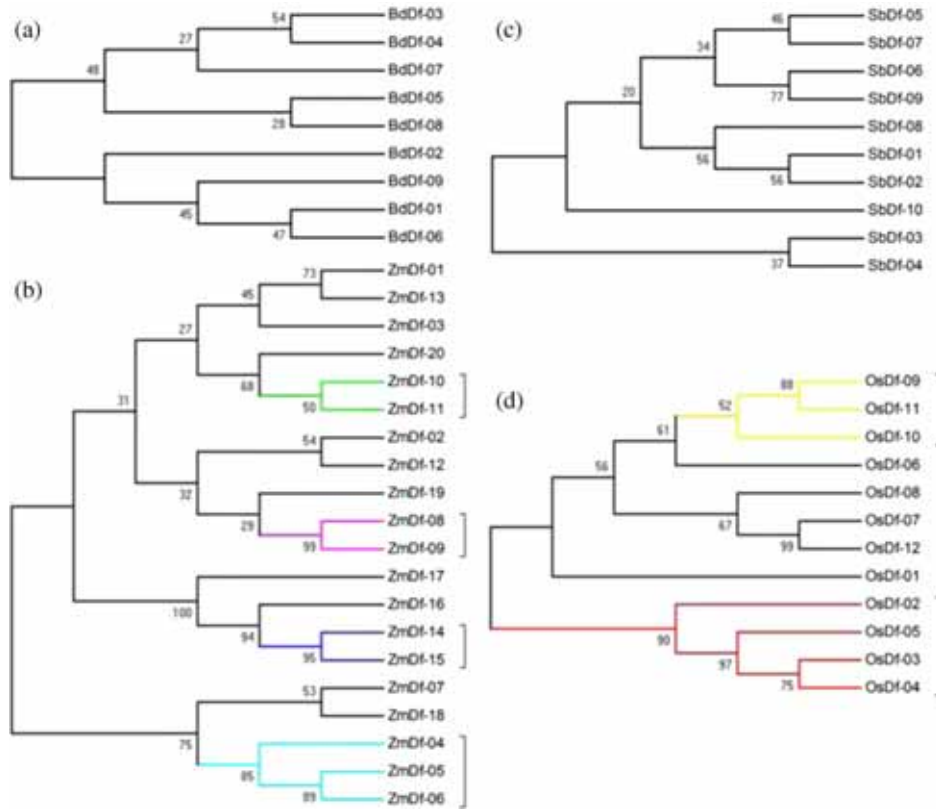 (a)
54
BdDf-03
BdDf-04
27
BdDf-07
48
BdDf-05
28
BdDf-08
BdDf-02
BdDf-09
45
BdDf-01
47
BdDf-06
(b)
73
ZmDf-01
ZmDf-13
45
ZmDf-03
27
ZmDf-20
68
ZmDf-10
50
ZmDf-11
31
54
ZmDf-02
ZmDf-12
32
ZmDf-19
29
ZmDf-08
99
ZmDf-09
ZmDf-17
100
ZmDf-16
94
ZmDf-14
95
ZmDf-15
53
ZmDf-07
ZmDf-18
75
ZmDf-04
85
ZmDf-05
89
ZmDf-06
(c)
46
SbDf-05
SbDf-07
34
SbDf-06
77
SbDf-09
20
SbDf-08
56
SbDf-01
56
SbDf-02
SbDf-10
SbDf-03
37
SbDf-04
(d)
88
OsDf-09
OsDf-11
52
OsDf-10
61
OsDf-06
56
OsDf-08
67
OsDf-07
99
OsDf-12
OsDf-01
OsDf-02
90
OsDf-05
97
OsDf-03
75
OsDf-04